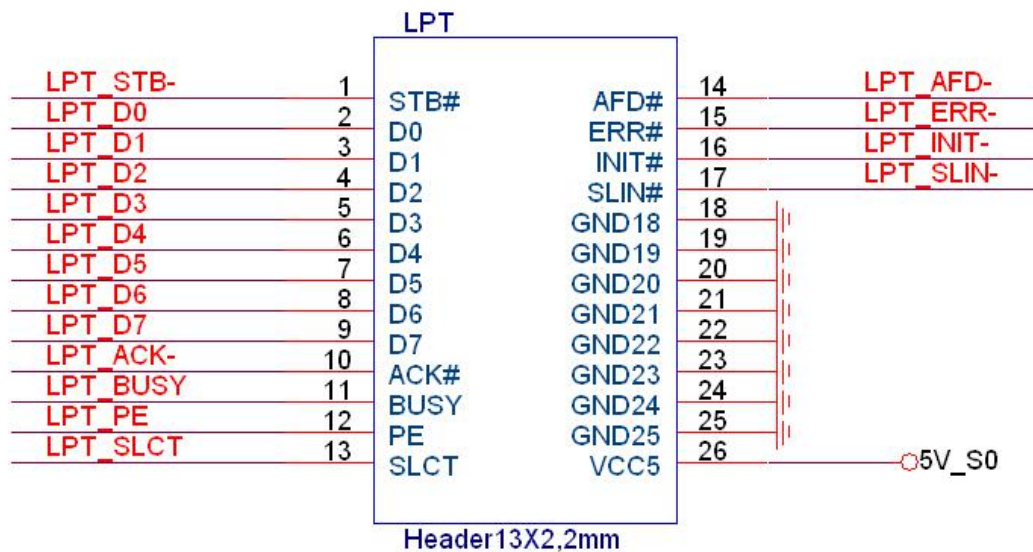 LPT
LPT_STB- 1 STB# AFD# 14 LPT_AFD-
LPT_D0 2 D0 ERR# 15 LPT_ERR-
LPT_D1 3 D1 INIT# 16 LPT_INIT-
LPT_D2 4 D2 SLIN# 17 LPT_SLIN-
LPT_D3 5 D3 GND18 18
LPT_D4 6 D4 GND19 19
LPT_D5 7 D5 GND20 20
LPT_D6 8 D6 GND21 21
LPT_D7 9 D7 GND22 22
LPT_ACK- 10 ACK# GND23 23
LPT_BUSY 11 BUSY GND24 24
LPT_PE 12 PE GND25 25
LPT_SLCT 13 SLCT VCC5 26 5V_S0
Header13X2,2mm